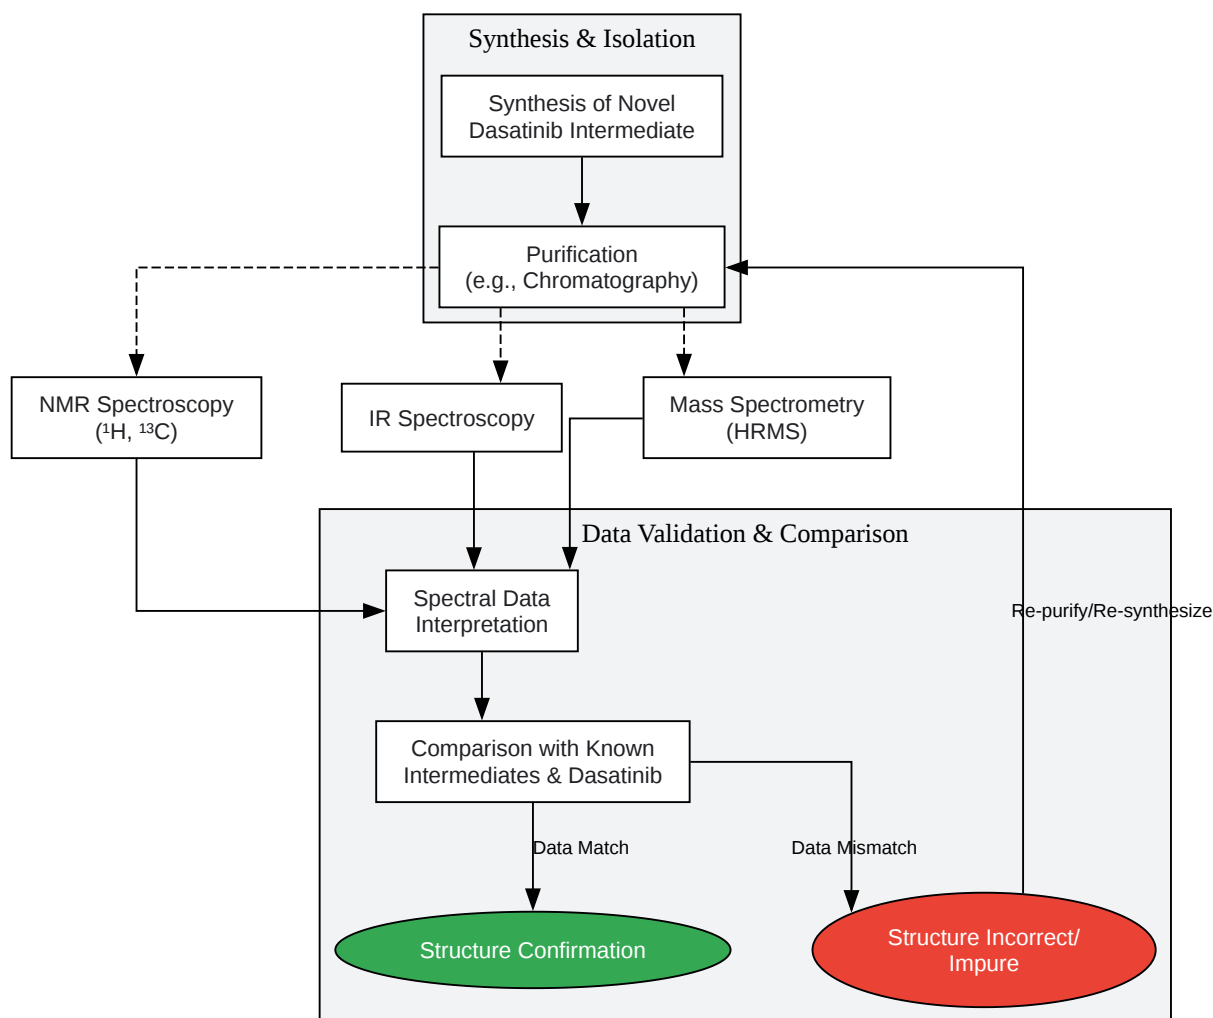 Synthesis & Isolation
Synthesis of Novel
Dasatinib Intermediate
Purification
(e.g., Chromatography)
NMR Spectroscopy
(¹H, ¹³C)
IR Spectroscopy
Mass Spectrometry
(HRMS)
Data Validation & Comparison
Spectral Data
Interpretation
Re-purify/Re-synthesize
Comparison with Known
Intermediates & Dasatinib
Data Match
Data Mismatch
Structure Confirmation
Structure Incorrect/
Impure